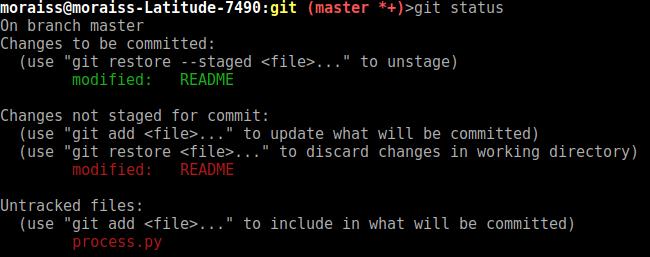 moraiss@moraiss-Latitude-7490:git (master *+)>git status
On branch master
Changes to be committed:
  (use "git restore --staged <file>..." to unstage)
        modified:   README

Changes not staged for commit:
  (use "git add <file>..." to update what will be committed)
  (use "git restore <file>..." to discard changes in working directory)
        modified:   README

Untracked files:
  (use "git add <file>..." to include in what will be committed)
        process.py